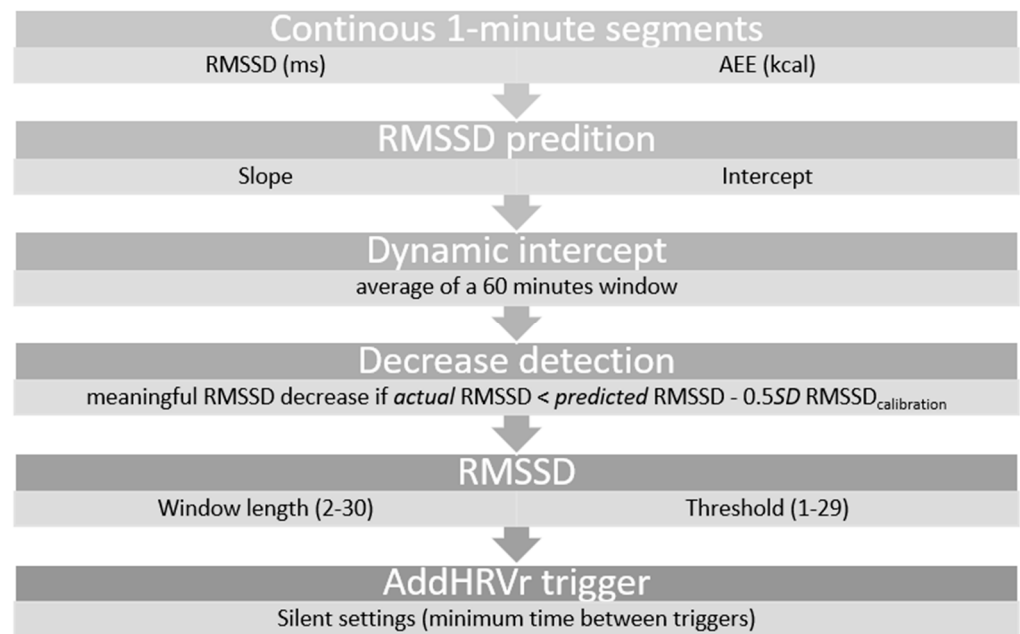 Continous 1-minute segments
RMSSD (ms) AEE (kcal)
RMSSD predition
Slope Intercept
Dynamic intercept
average of a 60 minutes window
Decrease detection
meaningful RMSSD decrease if actual RMSSD < predicted RMSSD - 0.5SD RMSSDcalibration
RMSSD
Window length (2-30) Threshold (1-29)
AddHRVr trigger
Silent settings (minimum time between triggers)